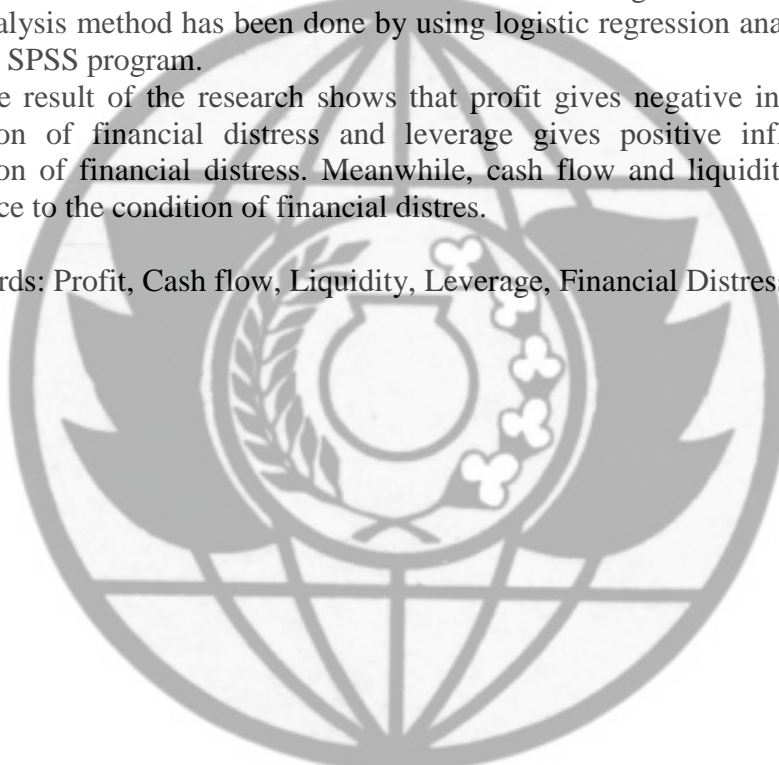 alysis method has been done by using logistic regression ana
SPSS program.
e result of the research shows that profit gives negative in
on of financial distress and leverage gives positive inf
on of financial distress. Meanwhile, cash flow and liquidit
ce to the condition of financial distres.
rds: Profit, Cash flow, Liquidity, Leverage, Financial Distres